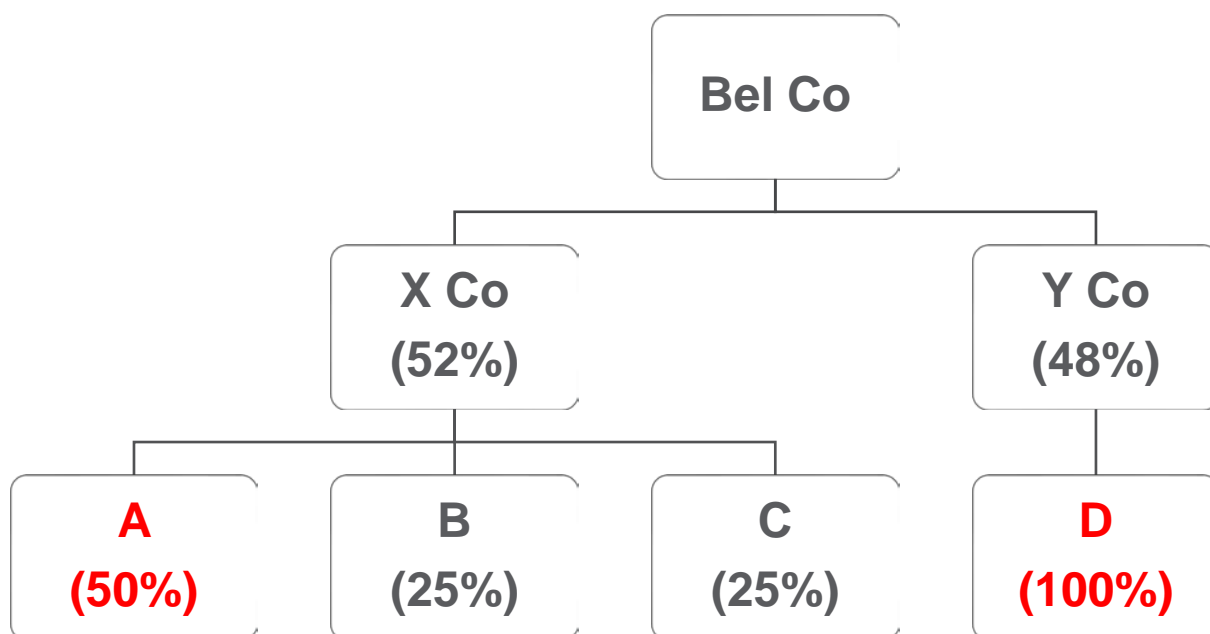 Bel Co
X Co
(52%)
Y Co
(48%)
A
(50%)
B
(25%)
C
(25%)
D
(100%)